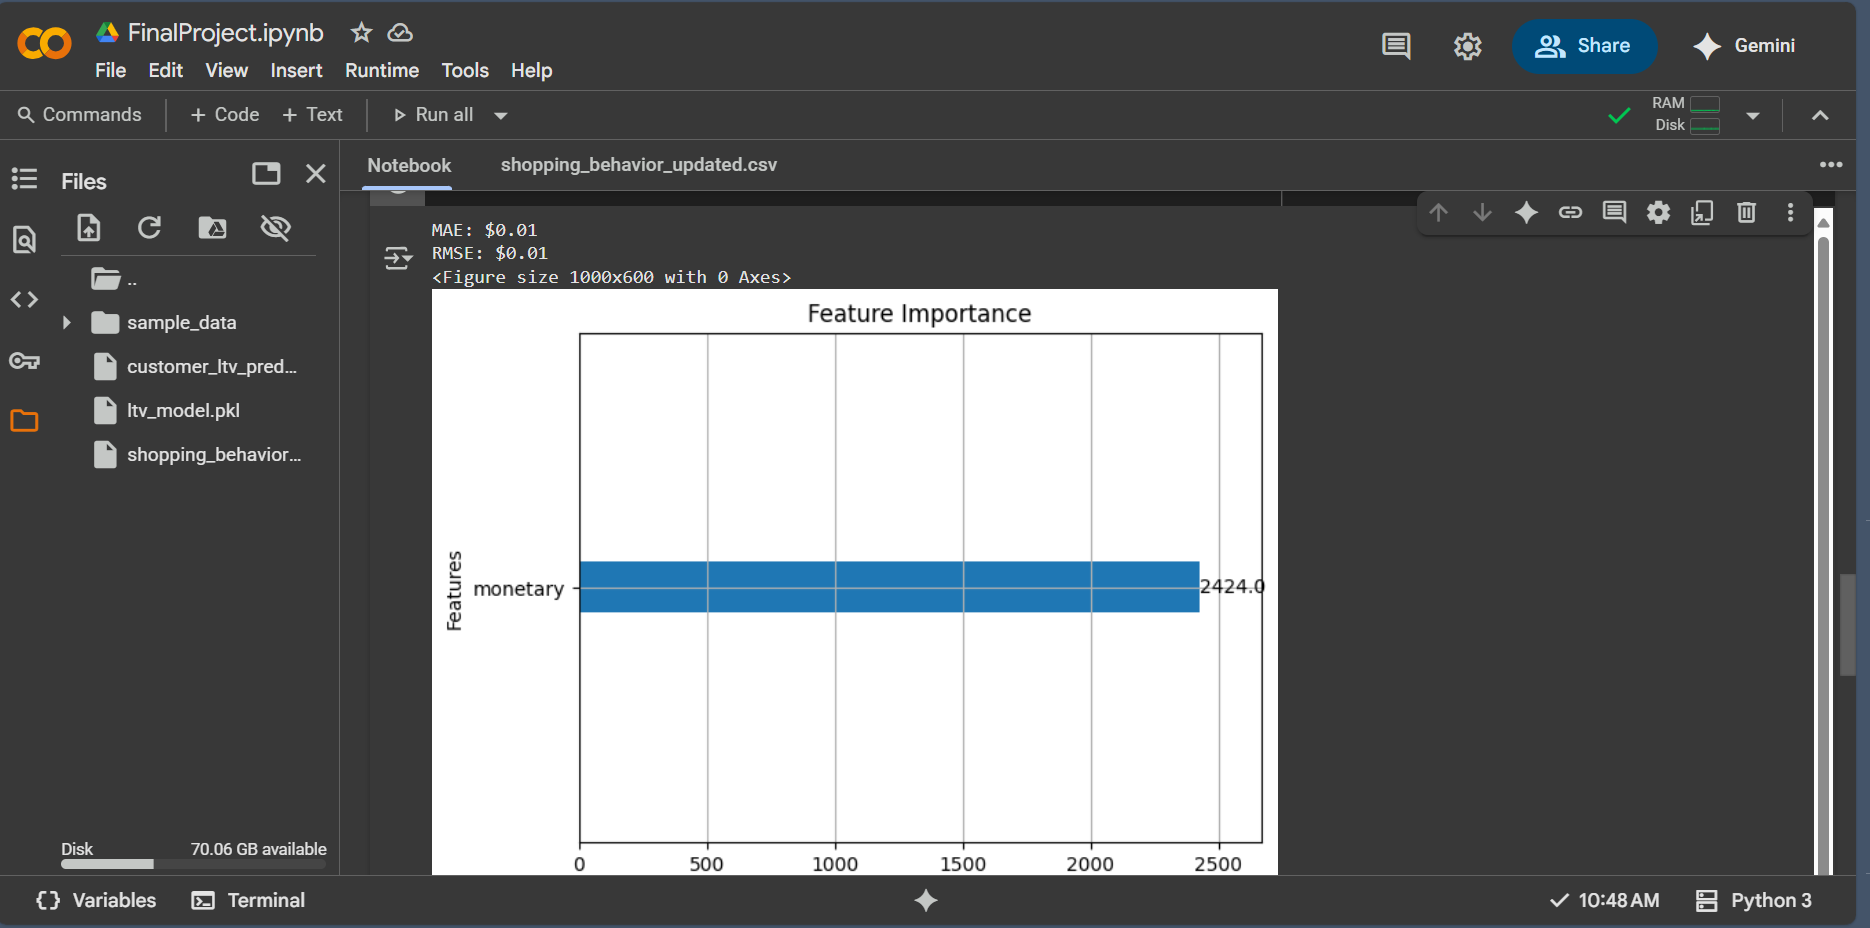 FinalProject.ipynb
File Edit View Insert Runtime Tools Help
Share
Gemini
Commands
+ Code + Text
Run all
RAM
Disk
Files
Notebook
shopping_behavior_updated.csv
..
sample_data
customer_ltv_pred...
ltv_model.pkl
shopping_behavior...
Disk 70.06 GB available
MAE: $0.01
RMSE: $0.01
<Figure size 1000x600 with 0 Axes>
Feature Importance
Features
monetary
2424.0
0 500 1000 1500 2000 2500
Variables
Terminal
10:48 AM
Python 3